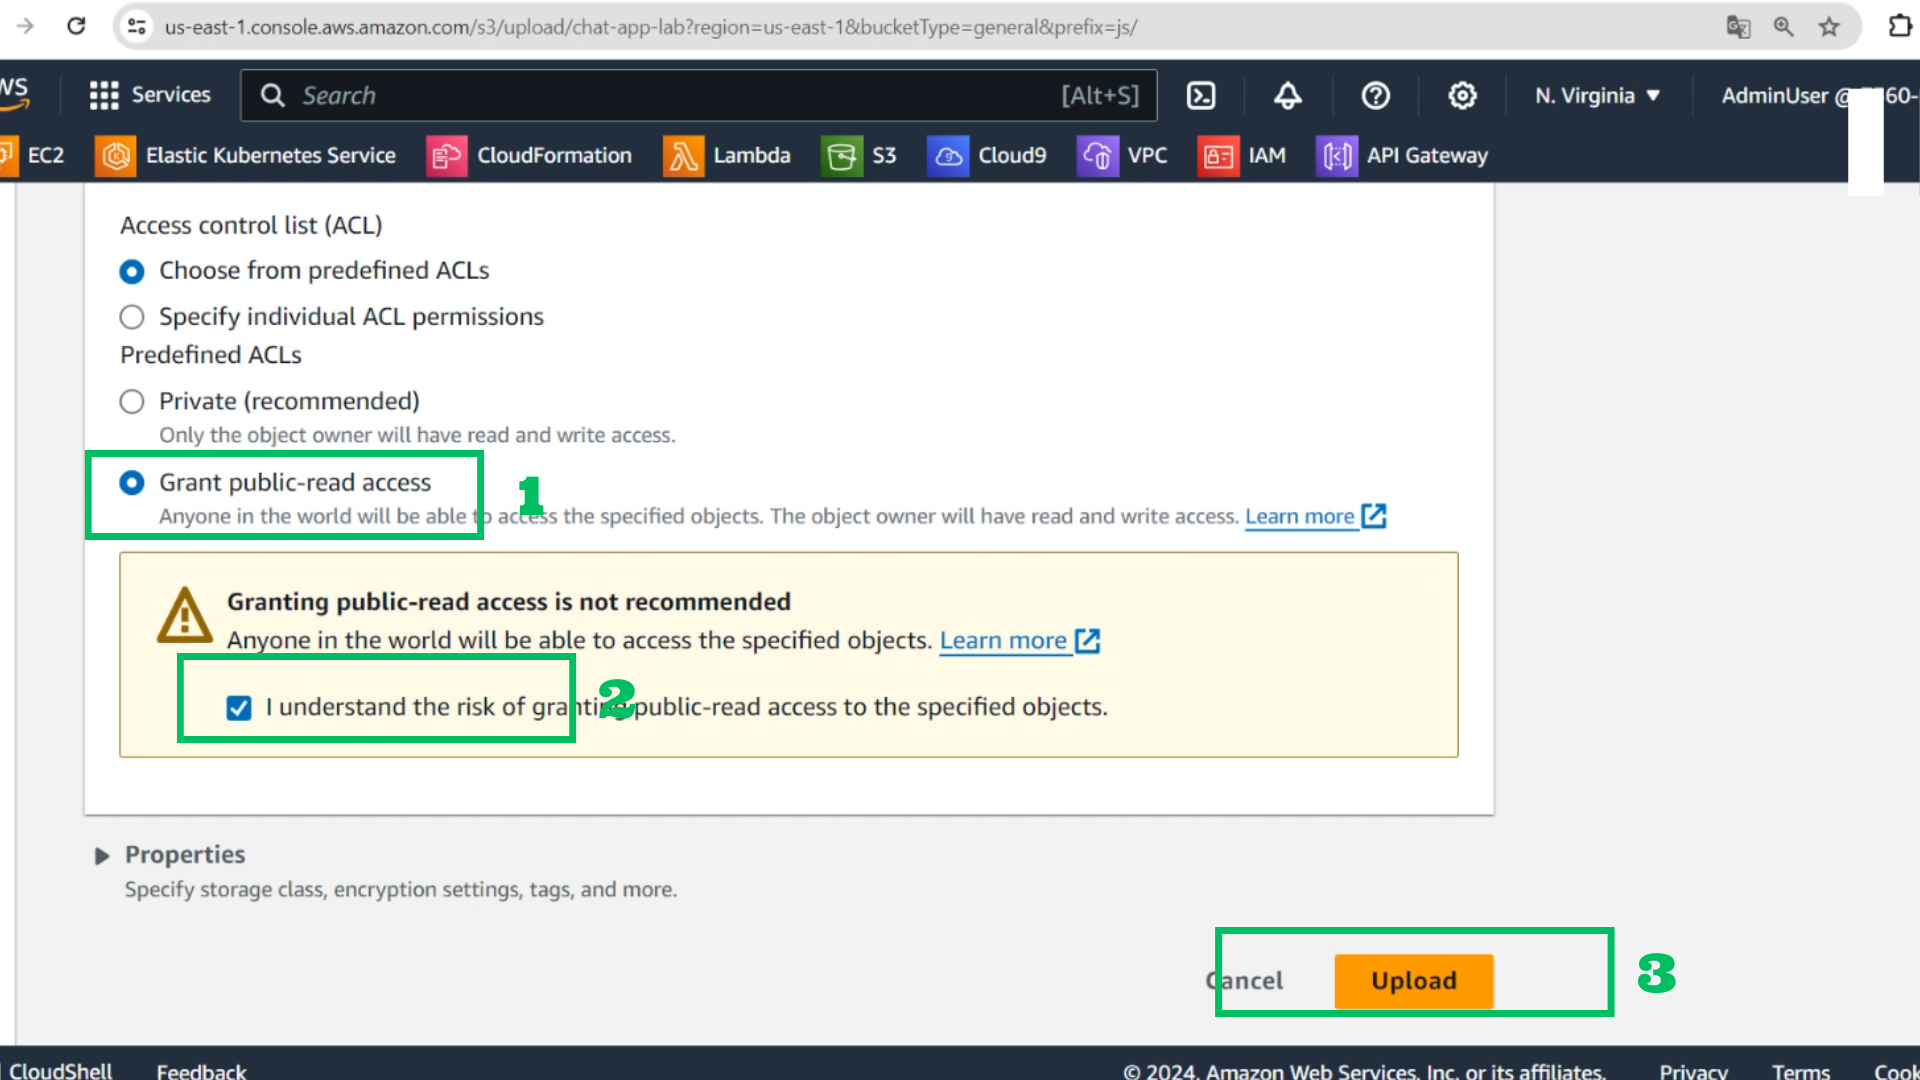 us-east-1.console.aws.amazon.com/s3/upload/chat-app-lab?region=us-east-1&bucketType=general&prefix=js/
Services
Search
[Alt+S]
N. Virginia
AdminUser @
60-
EC2
Elastic Kubernetes Service
CloudFormation
Lambda
S3
Cloud9
VPC
IAM
API Gateway
Access control list (ACL)
Choose from predefined ACLs
Specify individual ACL permissions
Predefined ACLs
Private (recommended)
Only the object owner will have read and write access.
Grant public-read access
1
Anyone in the world will be able to access the specified objects. The object owner will have read and write access. Learn more
Granting public-read access is not recommended
Anyone in the world will be able to access the specified objects. Learn more
I understand the risk of granting public-read access to the specified objects.
2
Properties
Specify storage class, encryption settings, tags, and more.
Cancel
Upload
3
CloudShell
Feedback
© 2024, Amazon Web Services, Inc. or its affiliates.
Privacy
Terms